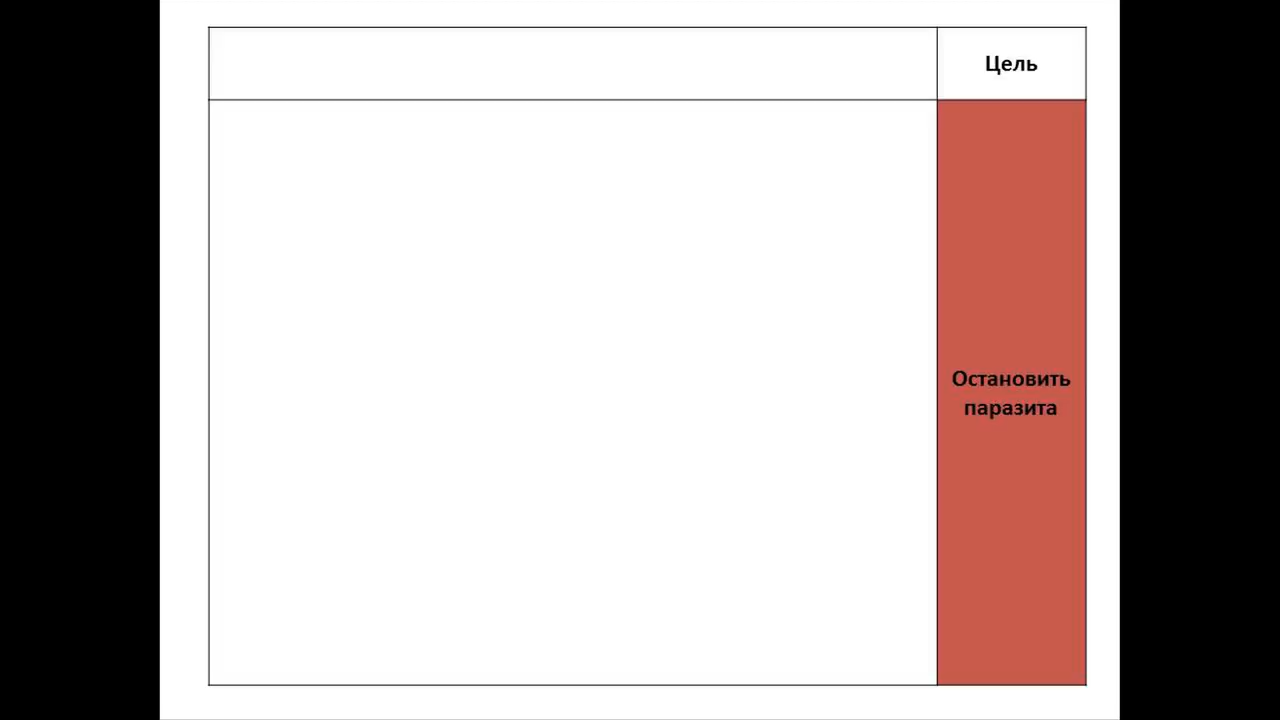 Цель
Остановить
паразита